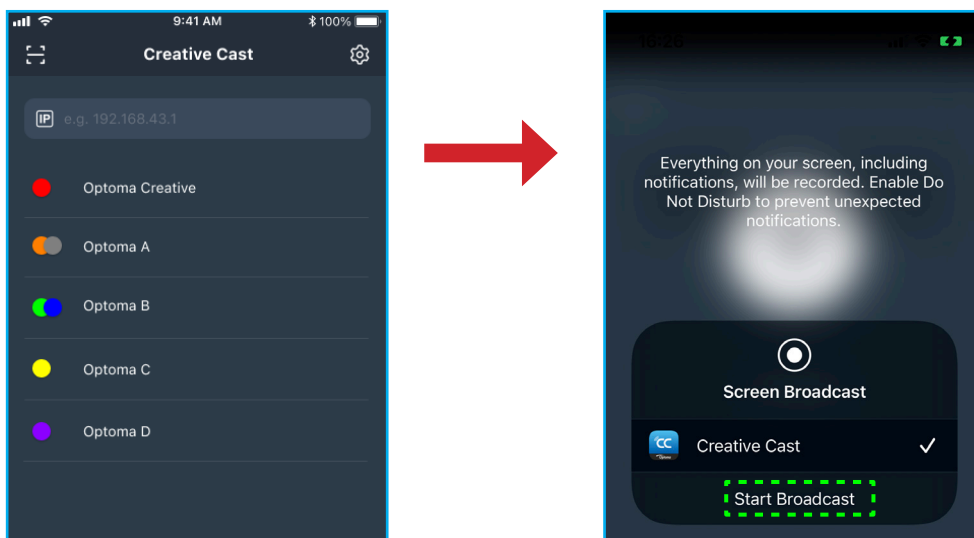 9:41 AM
100%
Creative Cast
IP
e.g. 192.168.43.1
Optoma Creative
Optoma A
Optoma B
Optoma C
Optoma D
16:28
Everything on your screen, including
notifications, will be recorded. Enable Do
Not Disturb to prevent unexpected
notifications.
Screen Broadcast
CC
Creative Cast
Start Broadcast